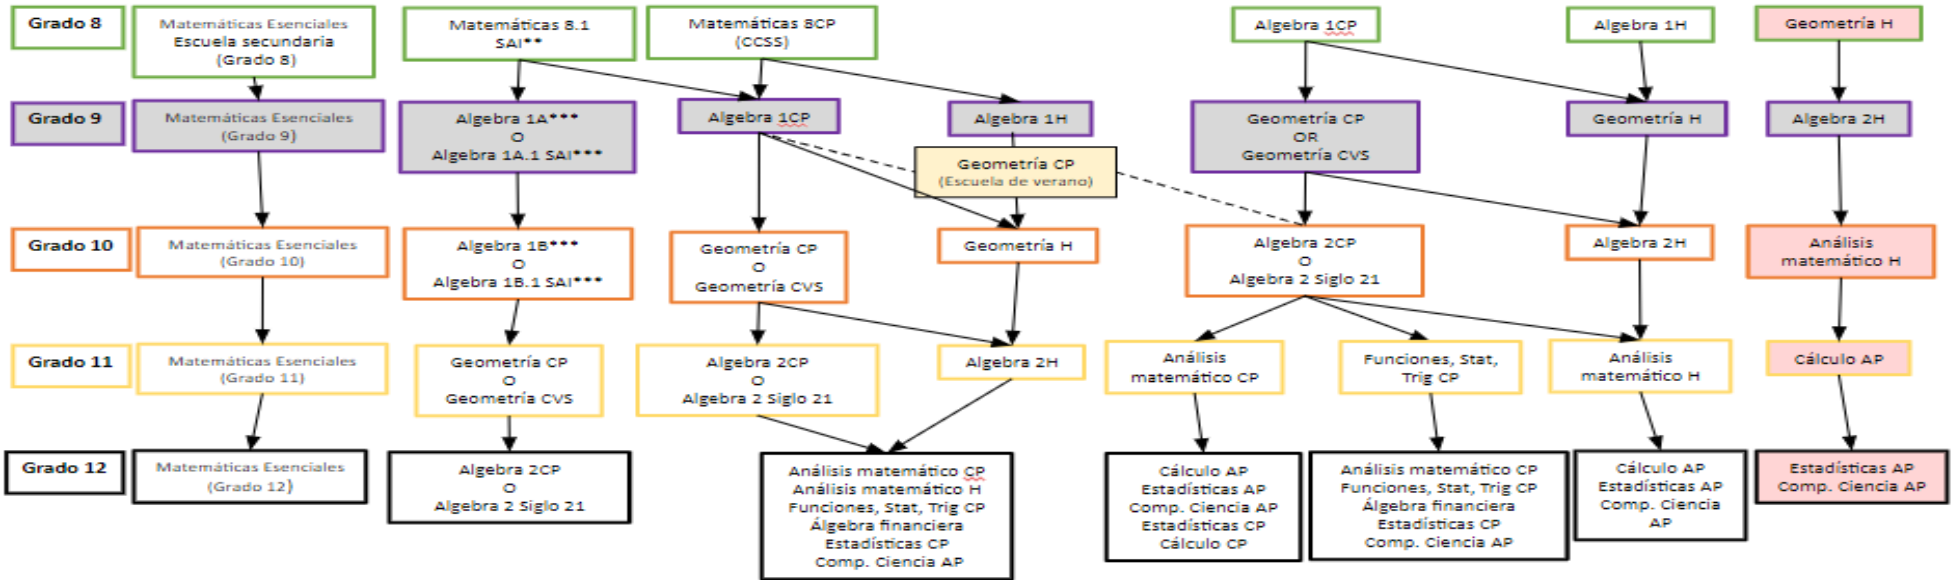 Grado 8
Matemáticas Esenciales
Escuela secundaria
(Grado 8)
Matemáticas 8.1
SAI**
Matemáticas 8CP
(CCSS)
Algebra 1CP
Algebra 1H
Geometría H
Grado 9
Matemáticas Esenciales
(Grado 9)
Algebra 1A***
O
Algebra 1A.1 SAI***
Algebra 1CP
Algebra 1H
Geometría CP
OR
Geometría CVS
Geometría H
Algebra 2H
Geometría CP
(Escuela de verano)
Grado 10
Matemáticas Esenciales
(Grado 10)
Algebra 1B***
O
Algebra 1B.1 SAI***
Geometría CP
O
Geometría CVS
Geometría H
Algebra 2CP
O
Algebra 2 Siglo 21
Algebra 2H
Análisis
matemático H
Grado 11
Matemáticas Esenciales
(Grado 11)
Geometría CP
O
Geometría CVS
Algebra 2CP
O
Algebra 2 Siglo 21
Algebra 2H
Análisis
matemático CP
Funciones, Stat,
Trig CP
Análisis
matemático H
Cálculo AP
Grado 12
Matemáticas Esenciales
(Grado 12)
Algebra 2CP
O
Algebra 2 Siglo 21
Análisis matemático CP
Análisis matemático H
Funciones, Stat, Trig CP
Álgebra financiera
Estadísticas CP
Comp. Ciencia AP
Cálculo AP
Estadísticas AP
Comp. Ciencia AP
Estadísticas CP
Cálculo CP
Análisis matemático CP
Funciones, Stat, Trig CP
Álgebra financiera
Estadísticas CP
Comp. Ciencia AP
Cálculo AP
Estadísticas AP
Comp. Ciencia
AP
Estadísticas AP
Comp. Ciencia AP